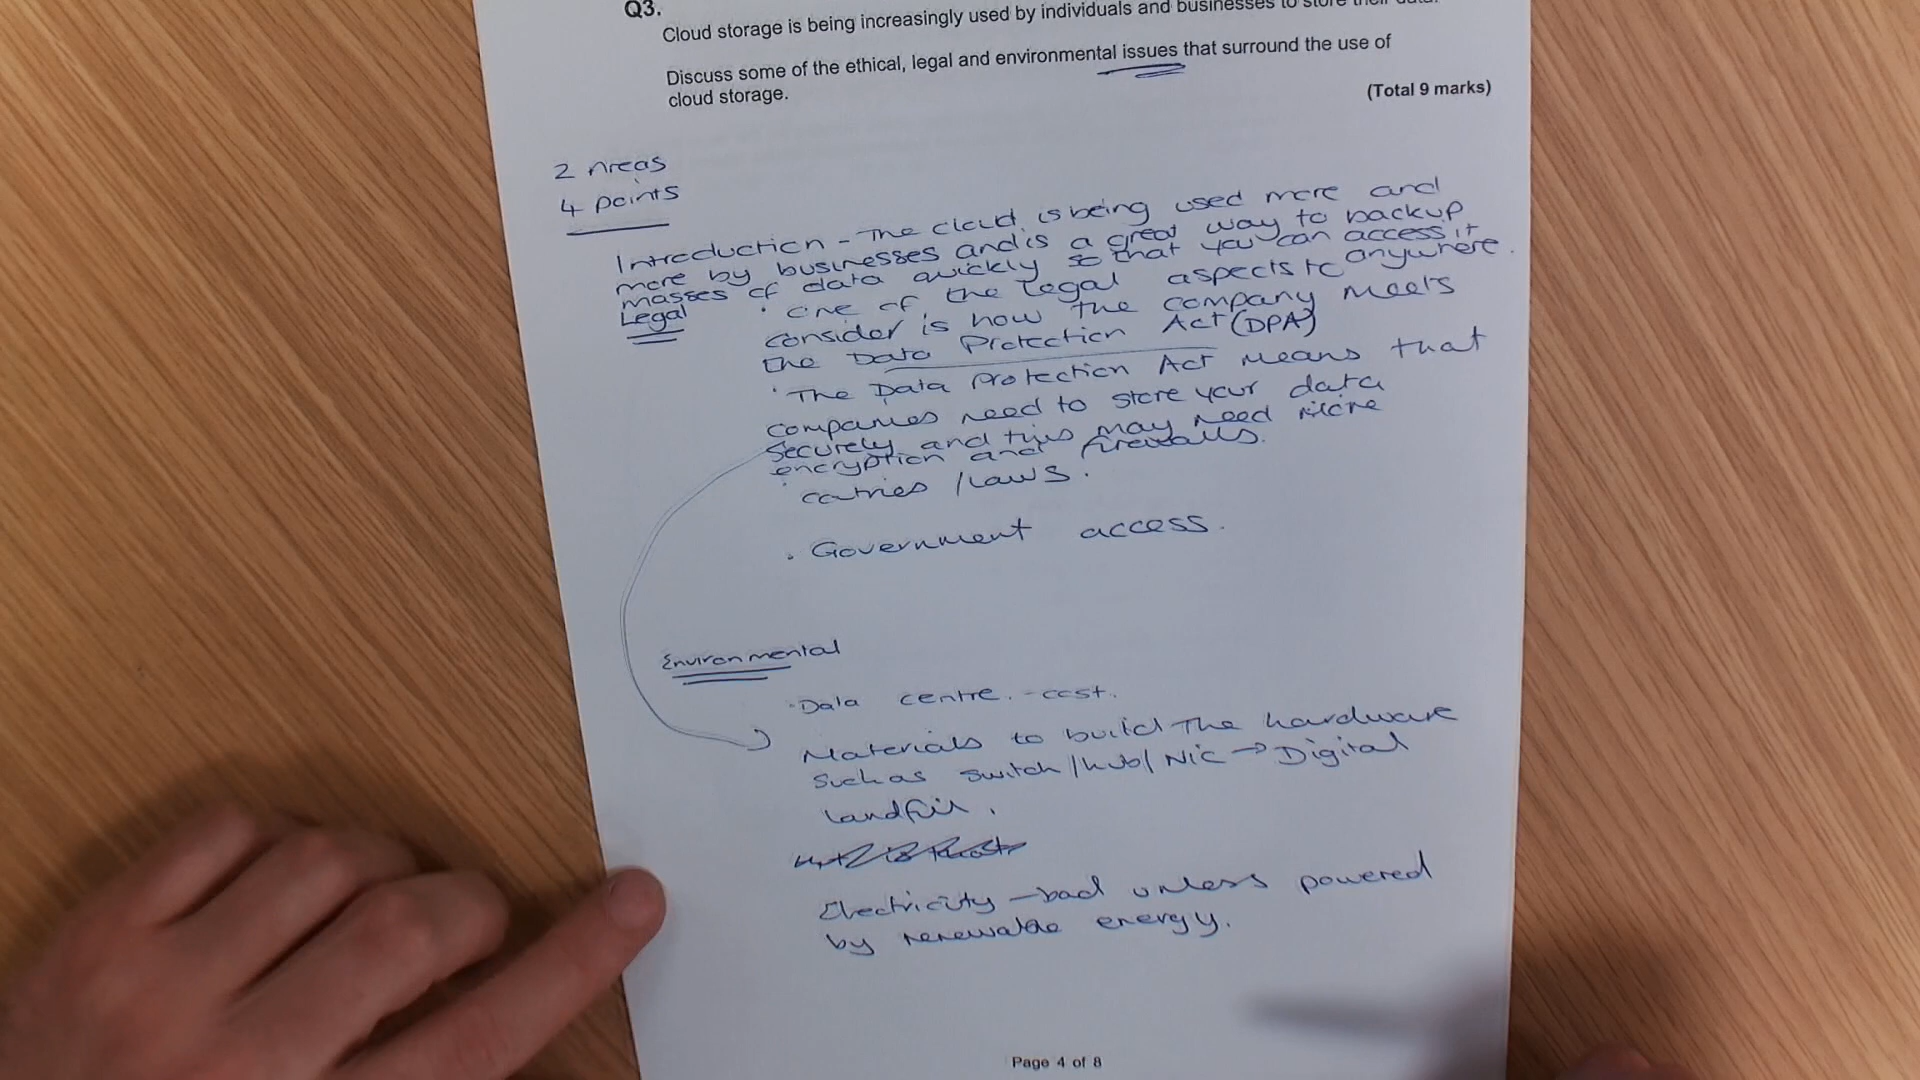 Q3.
Cloud storage is being increasingly used by individuals and businesses to store their data.
Discuss some of the ethical, legal and environmental issues that surround the use of
cloud storage.
(Total 9 marks)
2 Areas
4 points
Introduction - The cloud is being used more and
more by businesses and is a great way to backup
masses of data quickly so that you can access it
anywhere.
Legal
· One of the legal aspects to
consider is how the company meets
the Data Protection Act (DPA)
· The Data Protection Act means that
companies need to store your data
securely and this may need more
encryption and firewalls.
· /Laws.
· Government access.
Environmental
· Data centre. - cost.
Materials to build The hardware
such as switch/hub/NIC → Digital
landfill.
Electricity - bad unless powered
by renewable energy.
Page 4 of 8